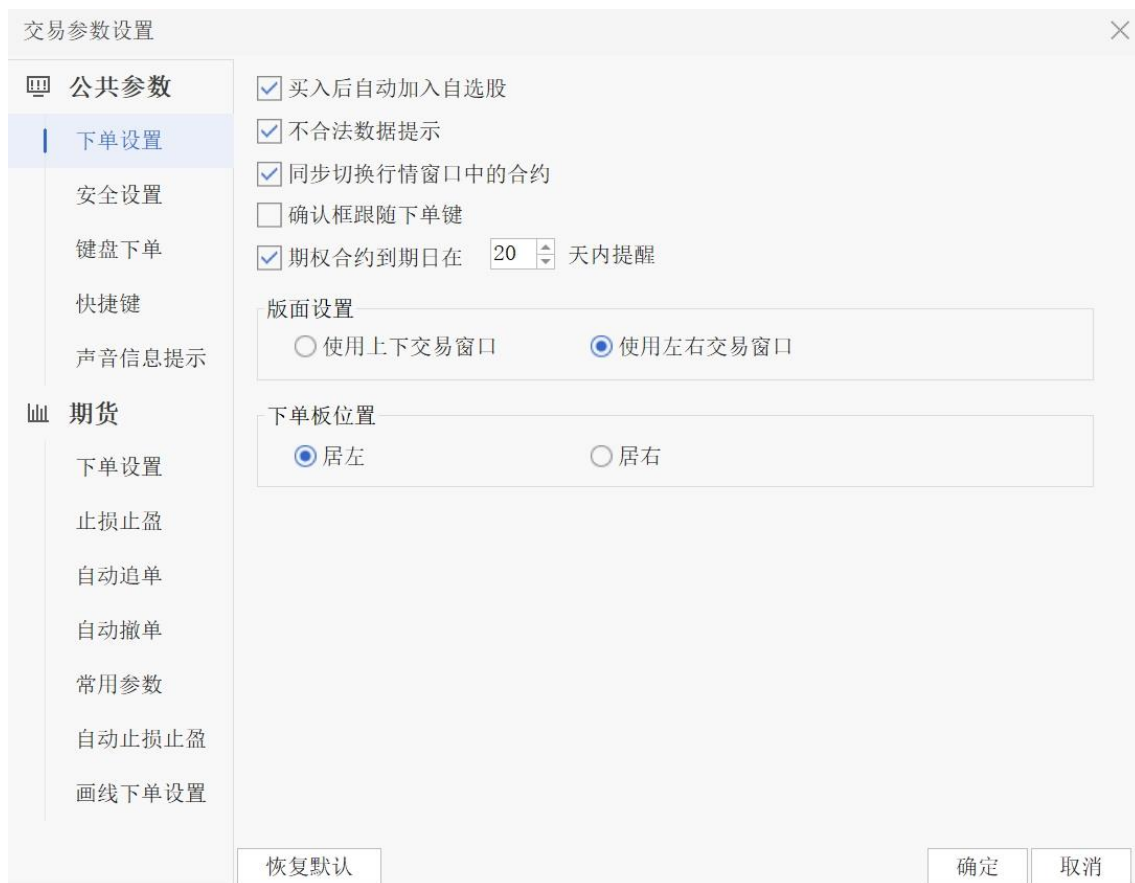 交易参数设置
公共参数
下单设置
安全设置
键盘下单
快捷键
声音信息提示
期货
下单设置
止损止盈
自动追单
自动撤单
常用参数
自动止损止盈
画线下单设置
买入后自动加入自选股
不合法数据提示
同步切换行情窗口中的合约
确认框跟随下单键
期权合约到期日在 20 天内提醒
版面设置
使用上下交易窗口 使用左右交易窗口
下单板位置
居左 居右
恢复默认 确定 取消